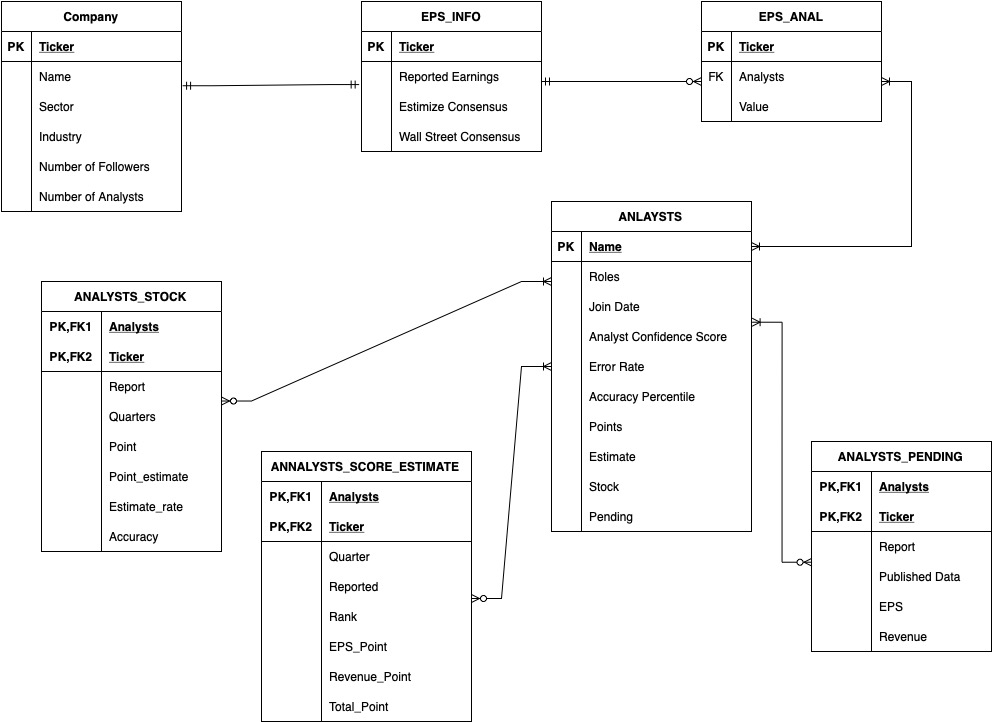 Company
PK Ticker
Name
Sector
Industry
Number of Followers
Number of Analysts
EPS_INFO
PK Ticker
Reported Earnings
Estimize Consensus
Wall Street Consensus
EPS_ANAL
PK Ticker
FK Analysts
Value
ANLAYSTS
PK Name
Roles
Join Date
Analyst Confidence Score
Error Rate
Accuracy Percentile
Points
Estimate
Stock
Pending
ANALYSTS_STOCK
PK,FK1 Analysts
PK,FK2 Ticker
Report
Quarters
Point
Point_estimate
Estimate_rate
Accuracy
ANNALYSTS_SCORE_ESTIMATE
PK,FK1 Analysts
PK,FK2 Ticker
Quarter
Reported
Rank
EPS_Point
Revenue_Point
Total_Point
ANALYSTS_PENDING
PK,FK1 Analysts
PK,FK2 Ticker
Report
Published Data
EPS
Revenue